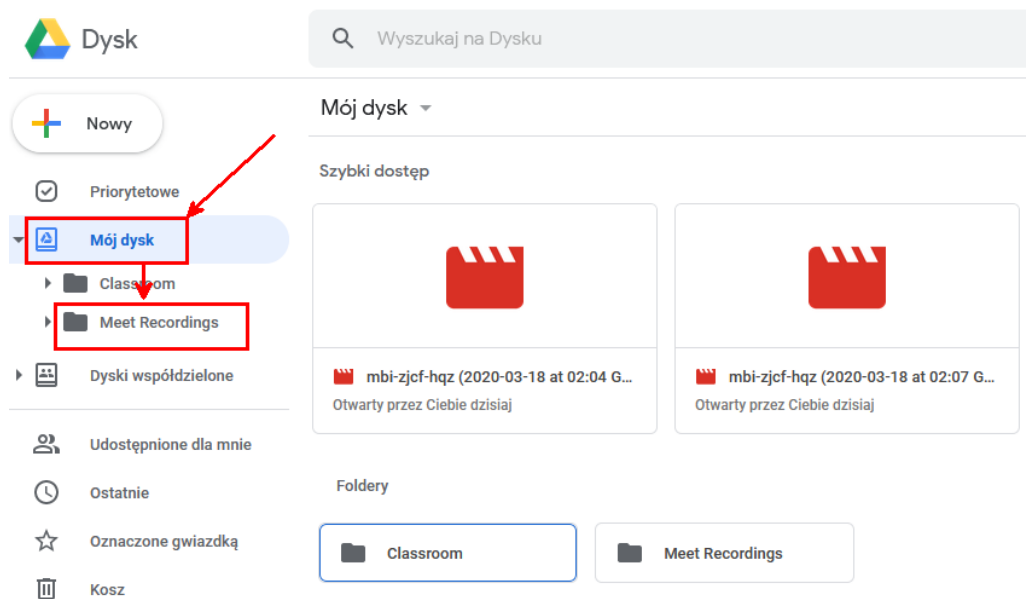 Dysk
Wyszukaj na Dysku
Nowy
Mój dysk
Priorytetowe
Mój dysk
Classroom
Meet Recordings
Dyski współdzielone
Udostępnione dla mnie
Ostatnie
Oznaczone gwiazdką
Kosz
Szybki dostęp
mbi-zjcf-hqz (2020-03-18 at 02:04 G...
Otwarty przez Ciebie dzisiaj
mbi-zjcf-hqz (2020-03-18 at 02:07 G...
Otwarty przez Ciebie dzisiaj
Foldery
Classroom
Meet Recordings